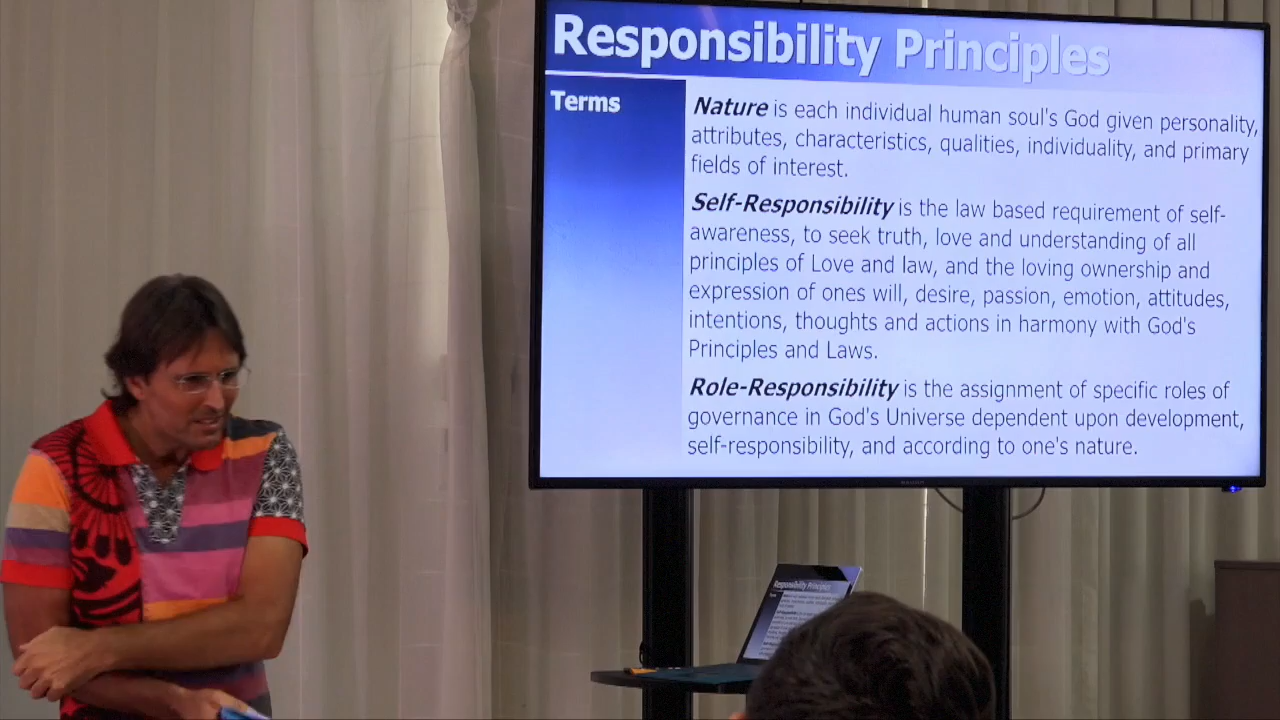 Responsibility Principles
Terms
Nature is each individual human soul's God given personality,
attributes, characteristics, qualities, individuality, and primary
fields of interest.
Self-Responsibility is the law based requirement of self-
awareness, to seek truth, love and understanding of all
principles of Love and law, and the loving ownership and
expression of ones will, desire, passion, emotion, attitudes,
intentions, thoughts and actions in harmony with God's
Principles and Laws.
Role-Responsibility is the assignment of specific roles of
governance in God's Universe dependent upon development,
self-responsibility, and according to one's nature.
Responsibility Principles